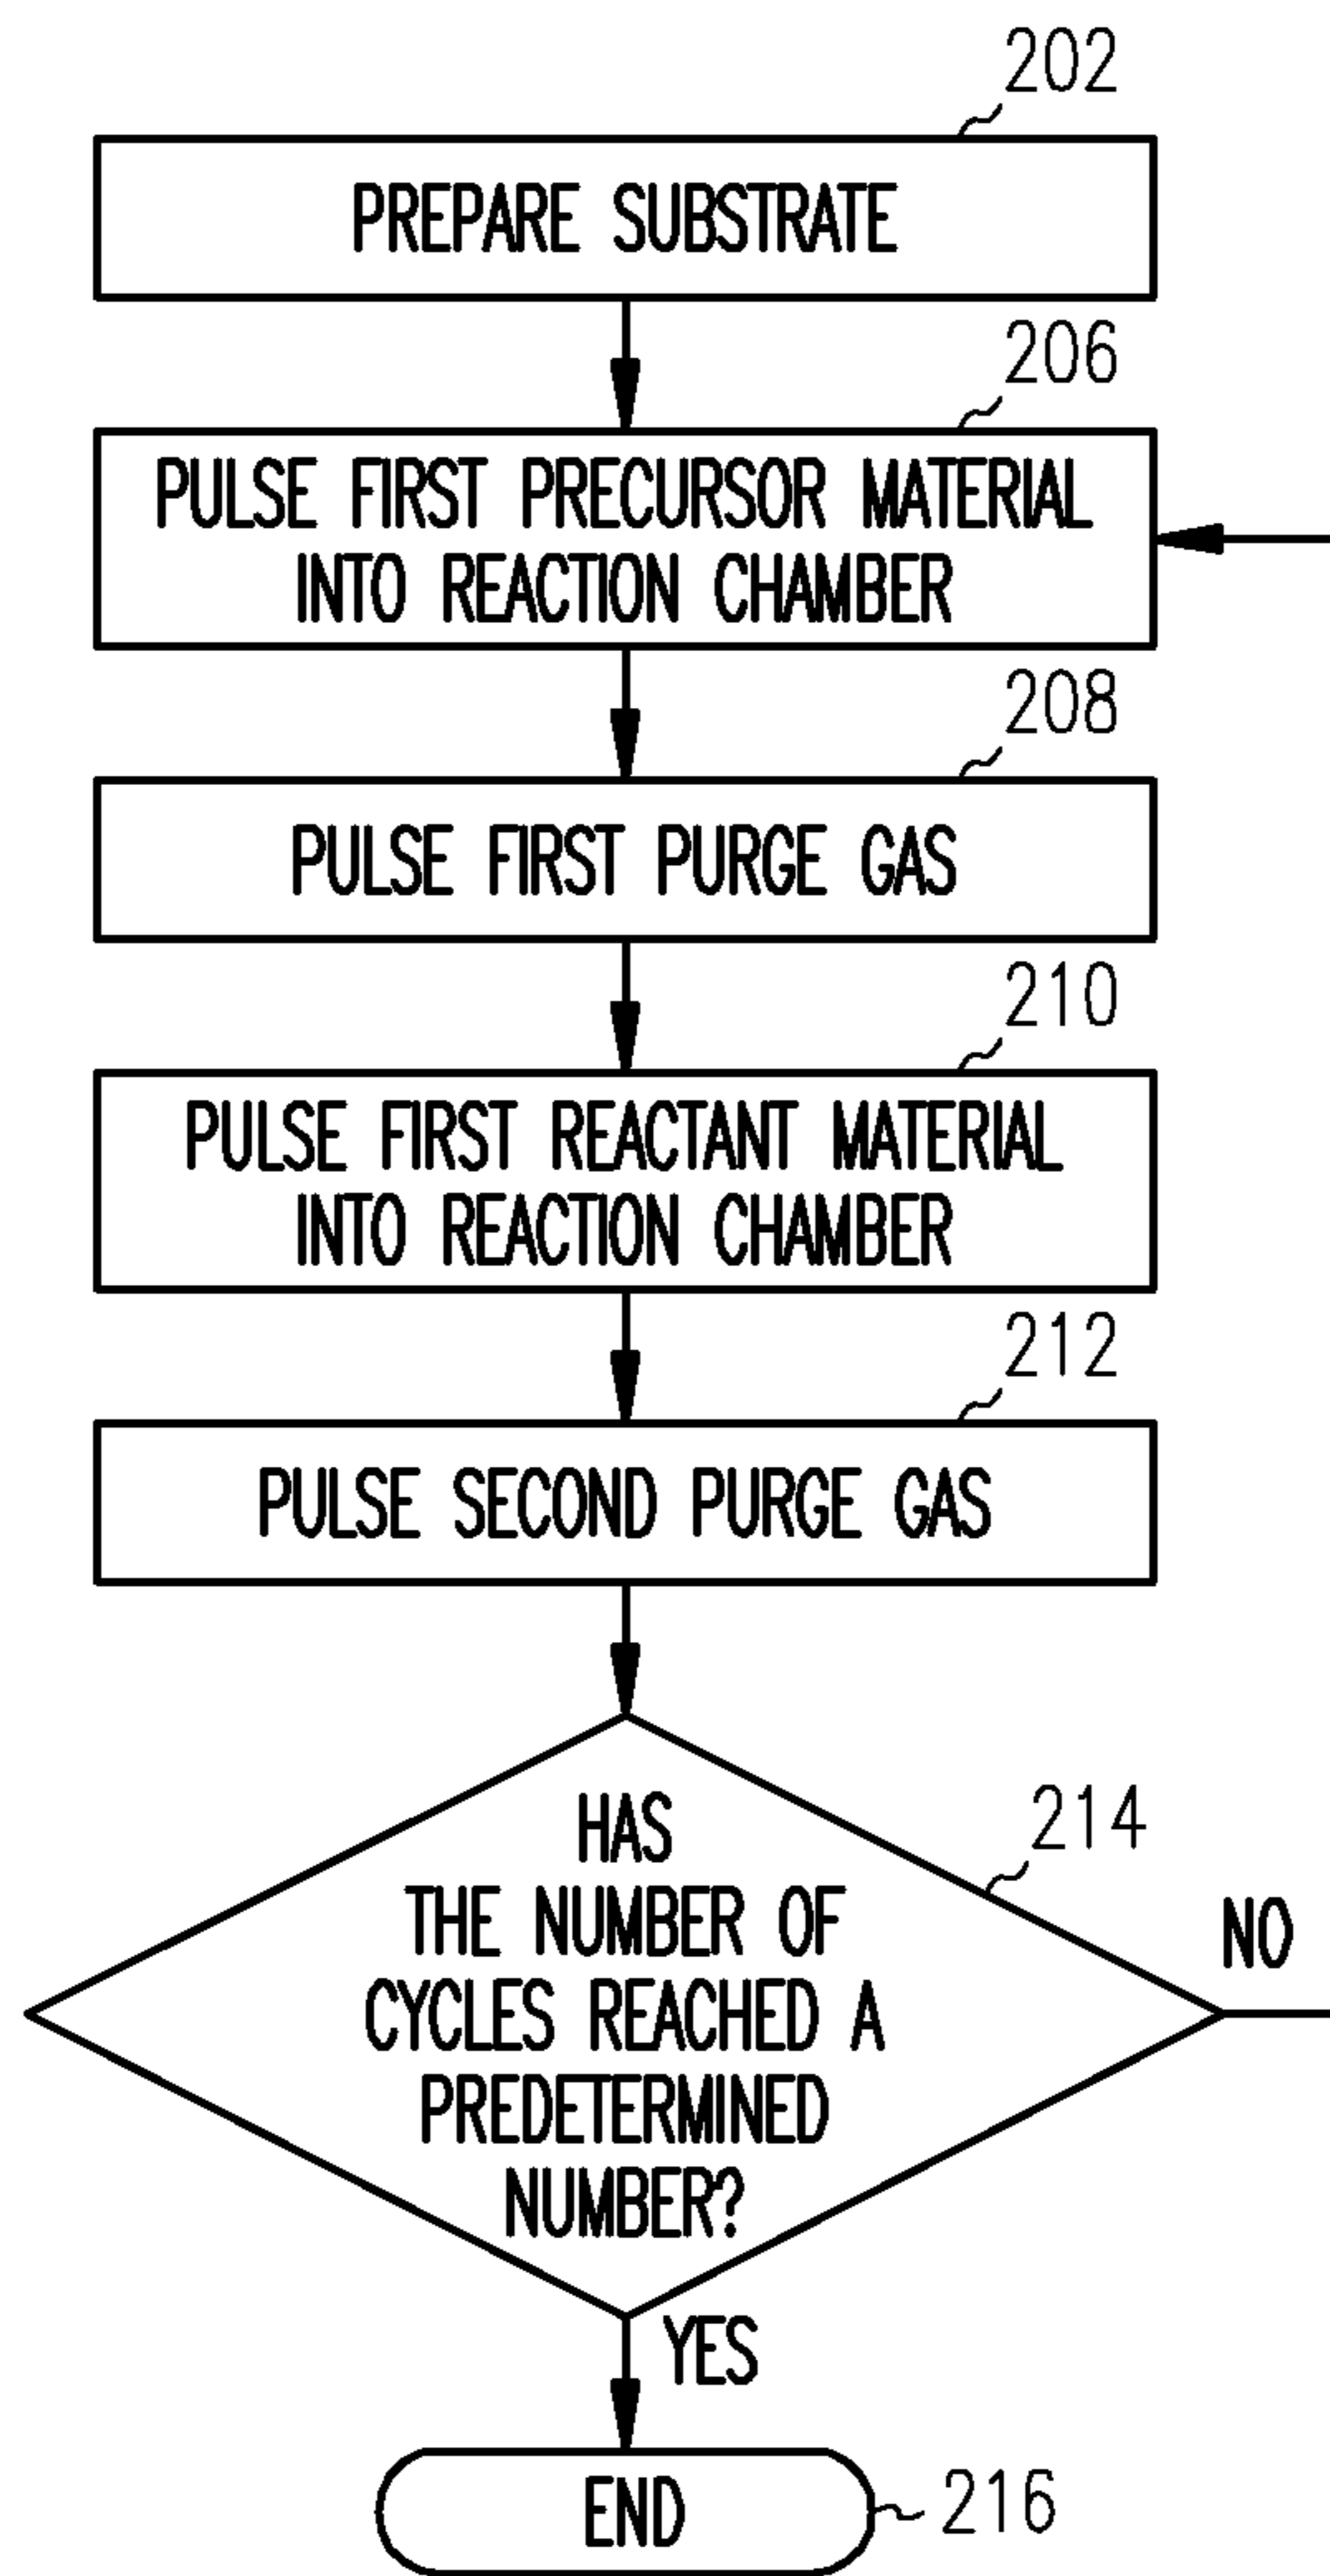 202
PREPARE SUBSTRATE
206
PULSE FIRST PRECURSOR MATERIAL
INTO REACTION CHAMBER
208
PULSE FIRST PURGE GAS
210
PULSE FIRST REACTANT MATERIAL
INTO REACTION CHAMBER
212
PULSE SECOND PURGE GAS
214
HAS
THE NUMBER OF
CYCLES REACHED A
PREDETERMINED
NUMBER?
NO
YES
END
216